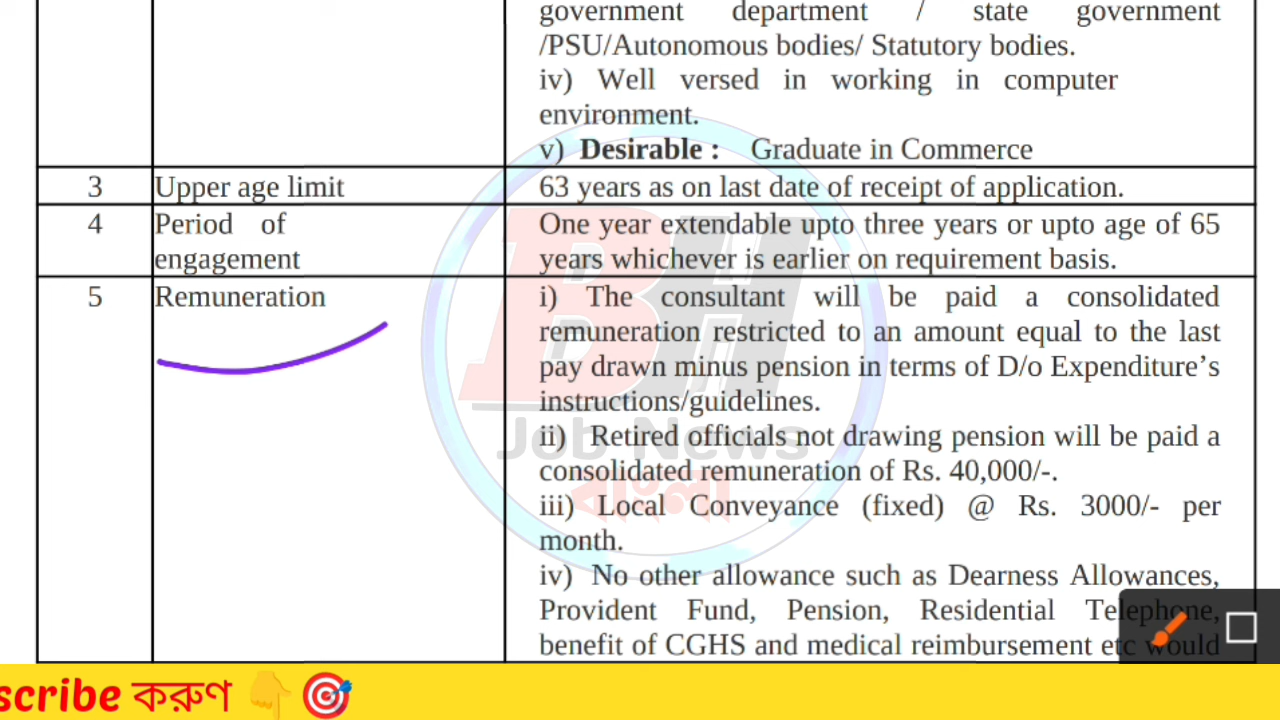 government department / state government
/PSU/Autonomous bodies/ Statutory bodies.
iv) Well versed in working in computer
environment.
v) Desirable : Graduate in Commerce
3 Upper age limit 63 years as on last date of receipt of application.
4 Period of engagement One year extendable upto three years or upto age of 65
years whichever is earlier on requirement basis.
5 Remuneration i) The consultant will be paid a consolidated
remuneration restricted to an amount equal to the last
pay drawn minus pension in terms of D/o Expenditure’s
instructions/guidelines.
ii) Retired officials not drawing pension will be paid a
consolidated remuneration of Rs. 40,000/-.
iii) Local Conveyance (fixed) @ Rs. 3000/- per
month.
iv) No other allowance such as Dearness Allowances,
Provident Fund, Pension, Residential Telephone,
benefit of CGHS and medical reimbursement etc would
BH
Job News
বাংলা
scribe করুণ